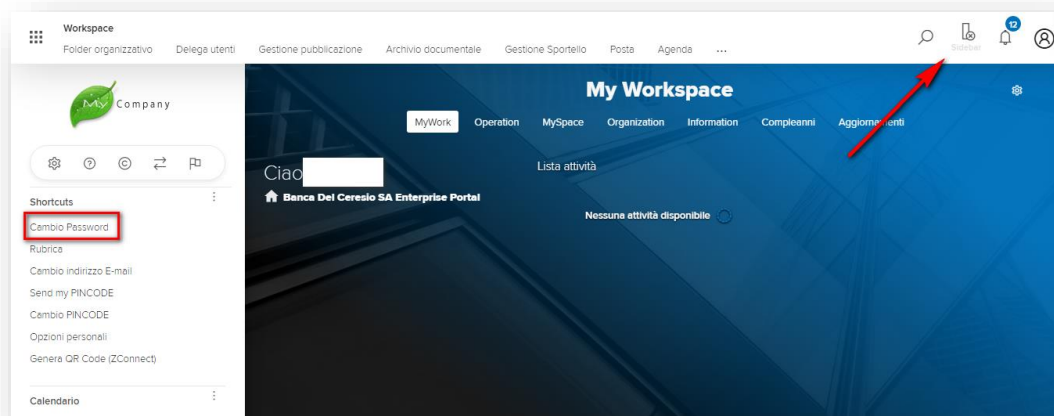 Workspace
Folder organizzativo Delega utenti Gestione pubblicazione Archivio documentale Gestione Sportello Posta Agenda ...
Sidebar
12
My Company
My Workspace
MyWork Operation MySpace Organization Information Compleanni Aggiornamenti
Ciao
Lista attività
Banca Del Ceresio SA Enterprise Portal
Nessuna attività disponibile
Shortcuts
Cambio Password
Rubrica
Cambio indirizzo E-mail
Send my PINCODE
Cambio PINCODE
Opzioni personali
Genera QR Code (ZConnect)
Calendario